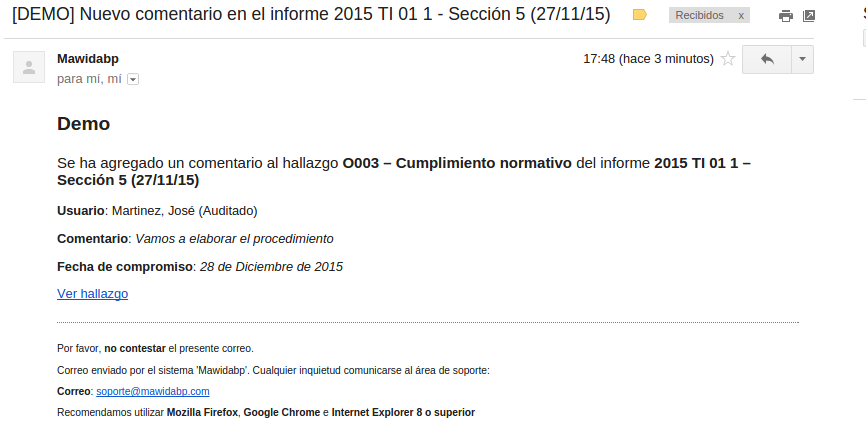 [DEMO] Nuevo comentario en el informe 2015 TI 01 1 - Sección 5 (27/11/15)
Recibidos x
Mawidabp
17:48 (hace 3 minutos)
para mí, mí
Demo
Se ha agregado un comentario al hallazgo O003 – Cumplimiento normativo del informe 2015 TI 01 1 –
Sección 5 (27/11/15)
Usuario: Martinez, José (Auditado)
Comentario: Vamos a elaborar el procedimiento
Fecha de compromiso: 28 de Diciembre de 2015
Ver hallazgo
Por favor, no contestar el presente correo.
Correo enviado por el sistema 'Mawidabp'. Cualquier inquietud comunicarse al área de soporte:
Correo: soporte@mawidabp.com
Recomendamos utilizar Mozilla Firefox, Google Chrome e Internet Explorer 8 o superior